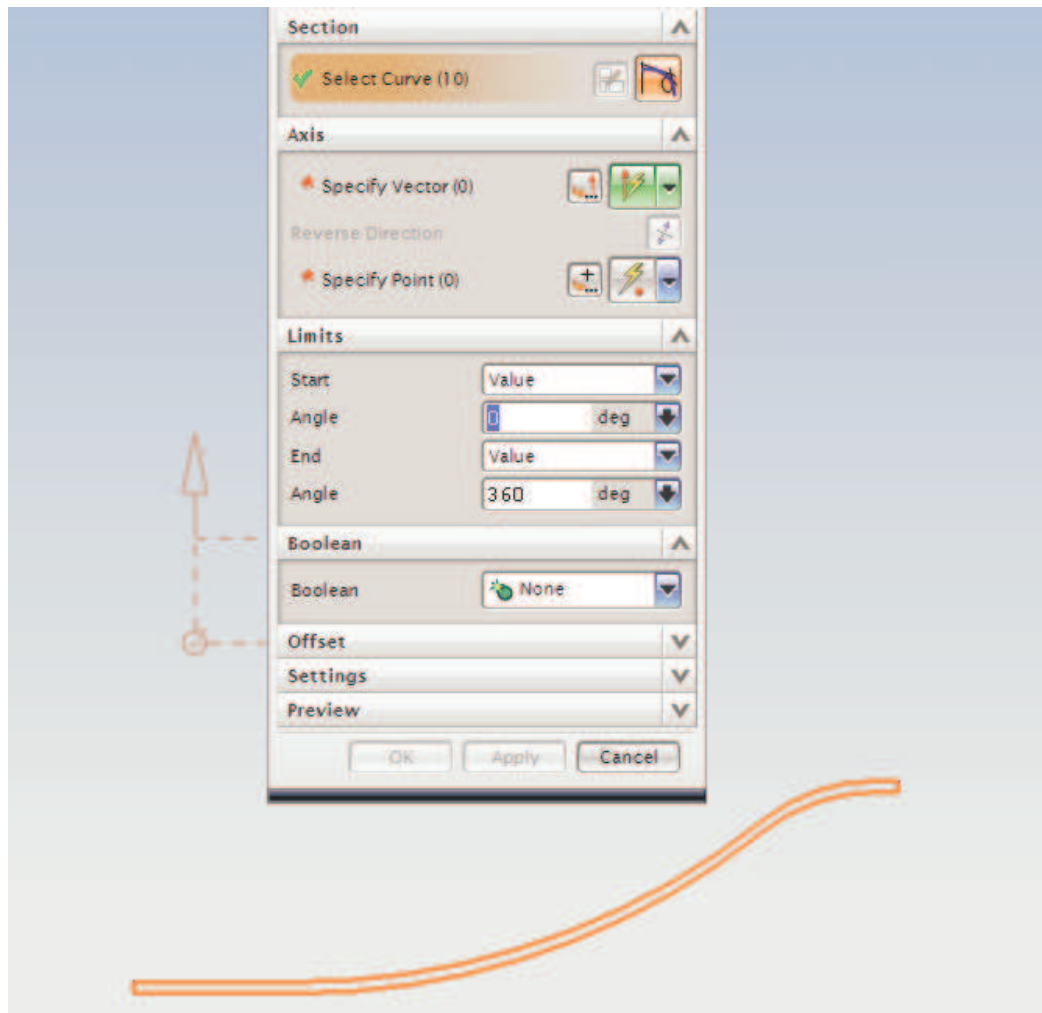 Section
Select Curve (10)
Axis
Specify Vector (0)
Reverse Direction
Specify Point (0)
Limits
Start Value
Angle 0 deg
End Value
Angle 360 deg
Boolean
Boolean None
Offset
Settings
Preview
OK Apply Cancel